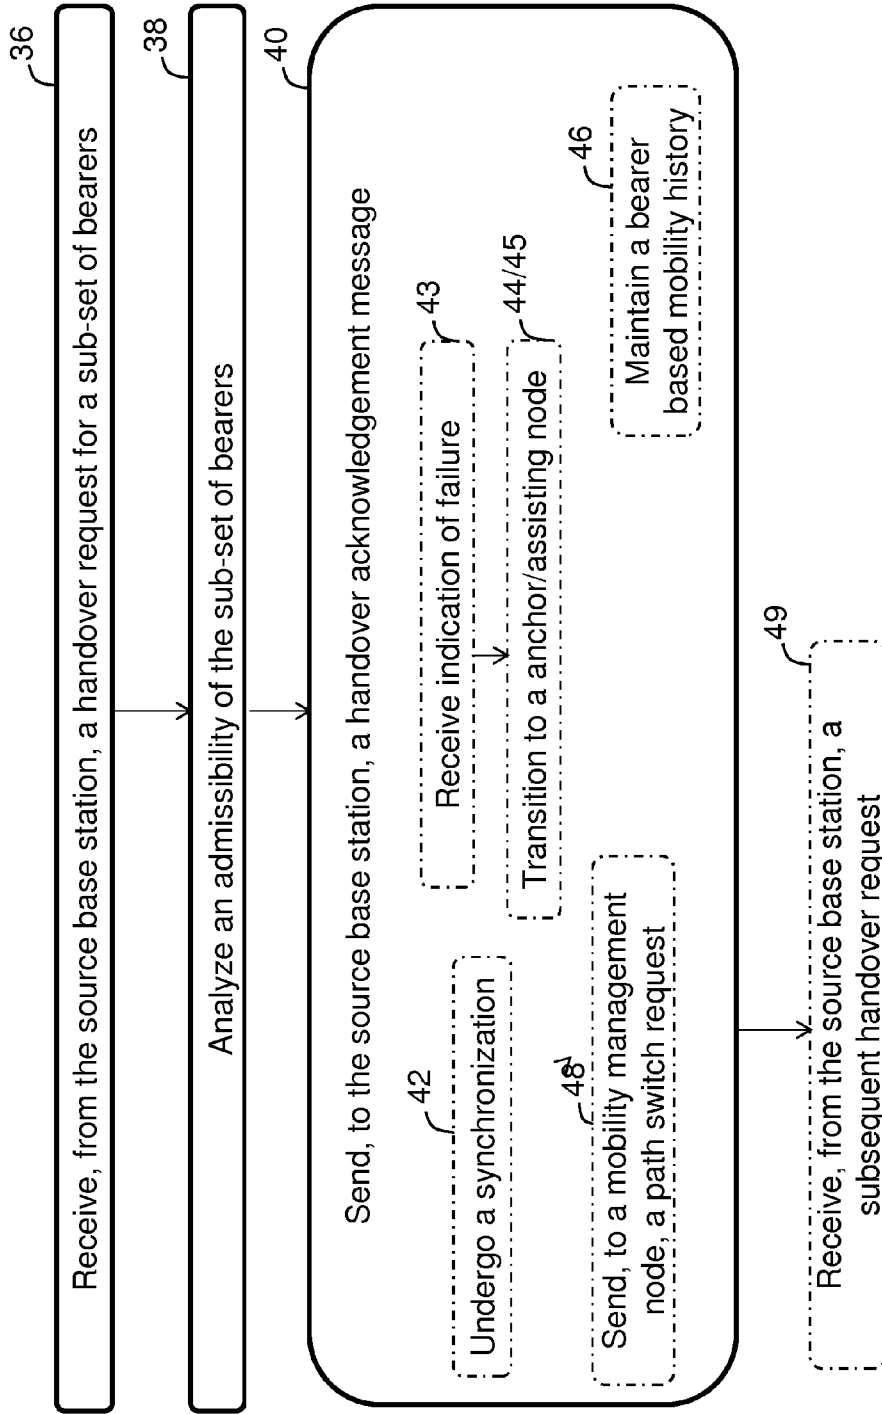 36
Receive, from the source base station, a handover request for a sub-set of bearers
38
Analyze an admissibility of the sub-set of bearers
40
Send, to the source base station, a handover acknowledgement message
42
Undergo a synchronization
43
Receive indication of failure
44/45
Transition to a anchor/assisting node
48
Send, to a mobility management
node, a path switch request
46
Maintain a bearer
based mobility history
49
Receive, from the source base station, a
subsequent handover request